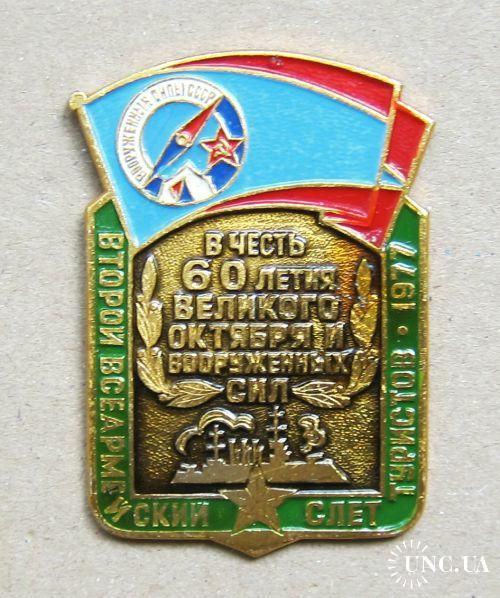 ВООРУЖЕННЫЕ СИЛЫ СССР
В ЧЕСТЬ
60 ЛЕТИЯ
ВЕЛИКОГО
ОКТЯБРЯ И
ВООРУЖЕННЫХ
СИЛ
ВТОРОЙ ВСЕАРМЕЙСКИЙ СЛЕТ ТУРИСТОВ • 1977
UNC.UA